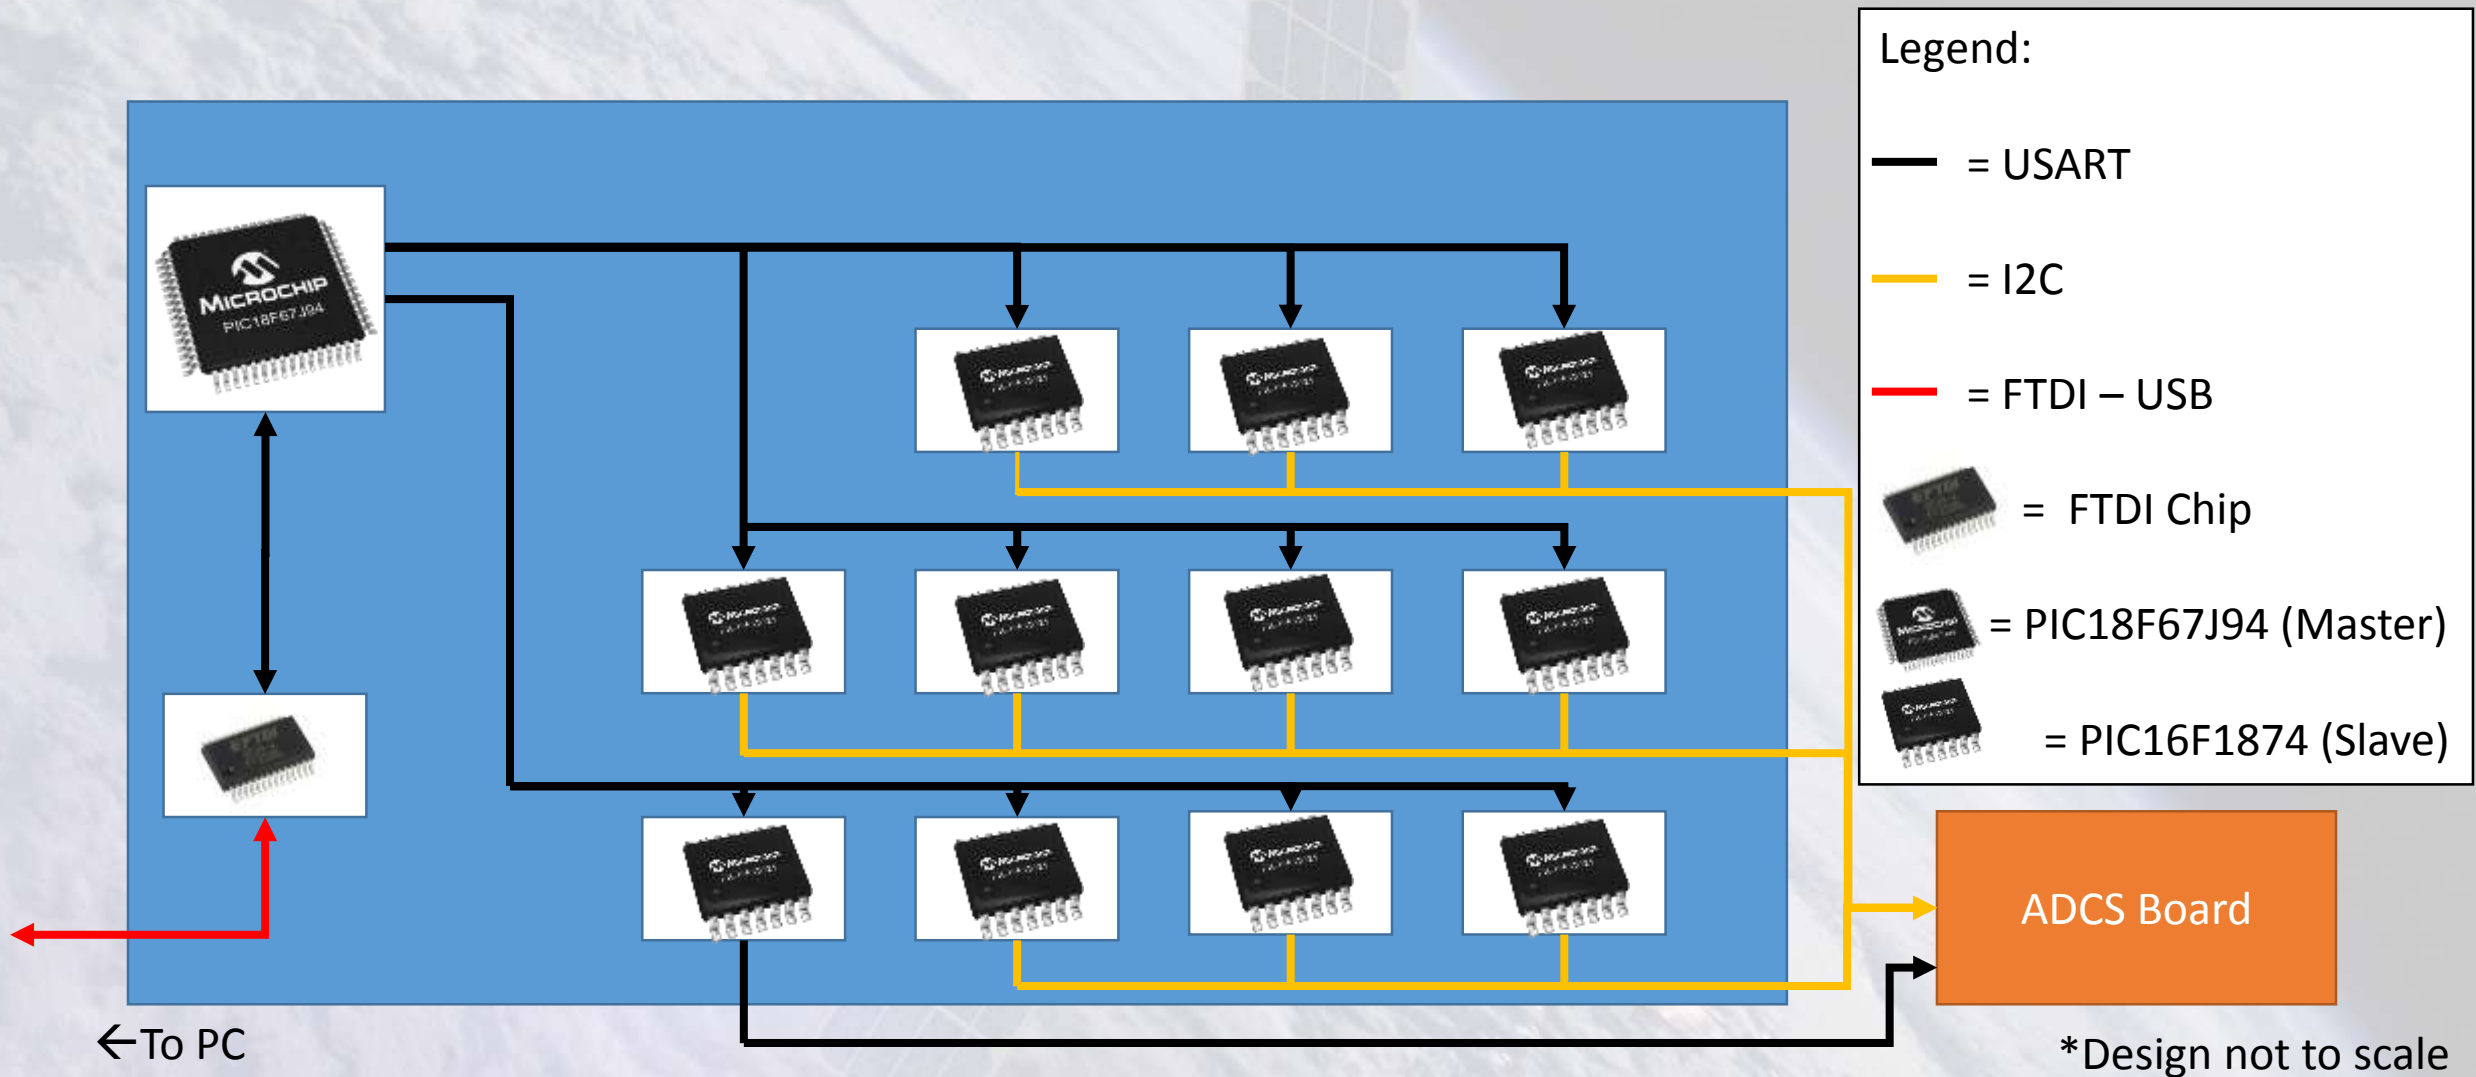 Legend:
= USART
= I2C
= FTDI – USB
= FTDI Chip
= PIC18F67J94 (Master)
= PIC16F1874 (Slave)
MICROCHIP
PIC18F67J94
ADCS Board
←To PC
*Design not to scale